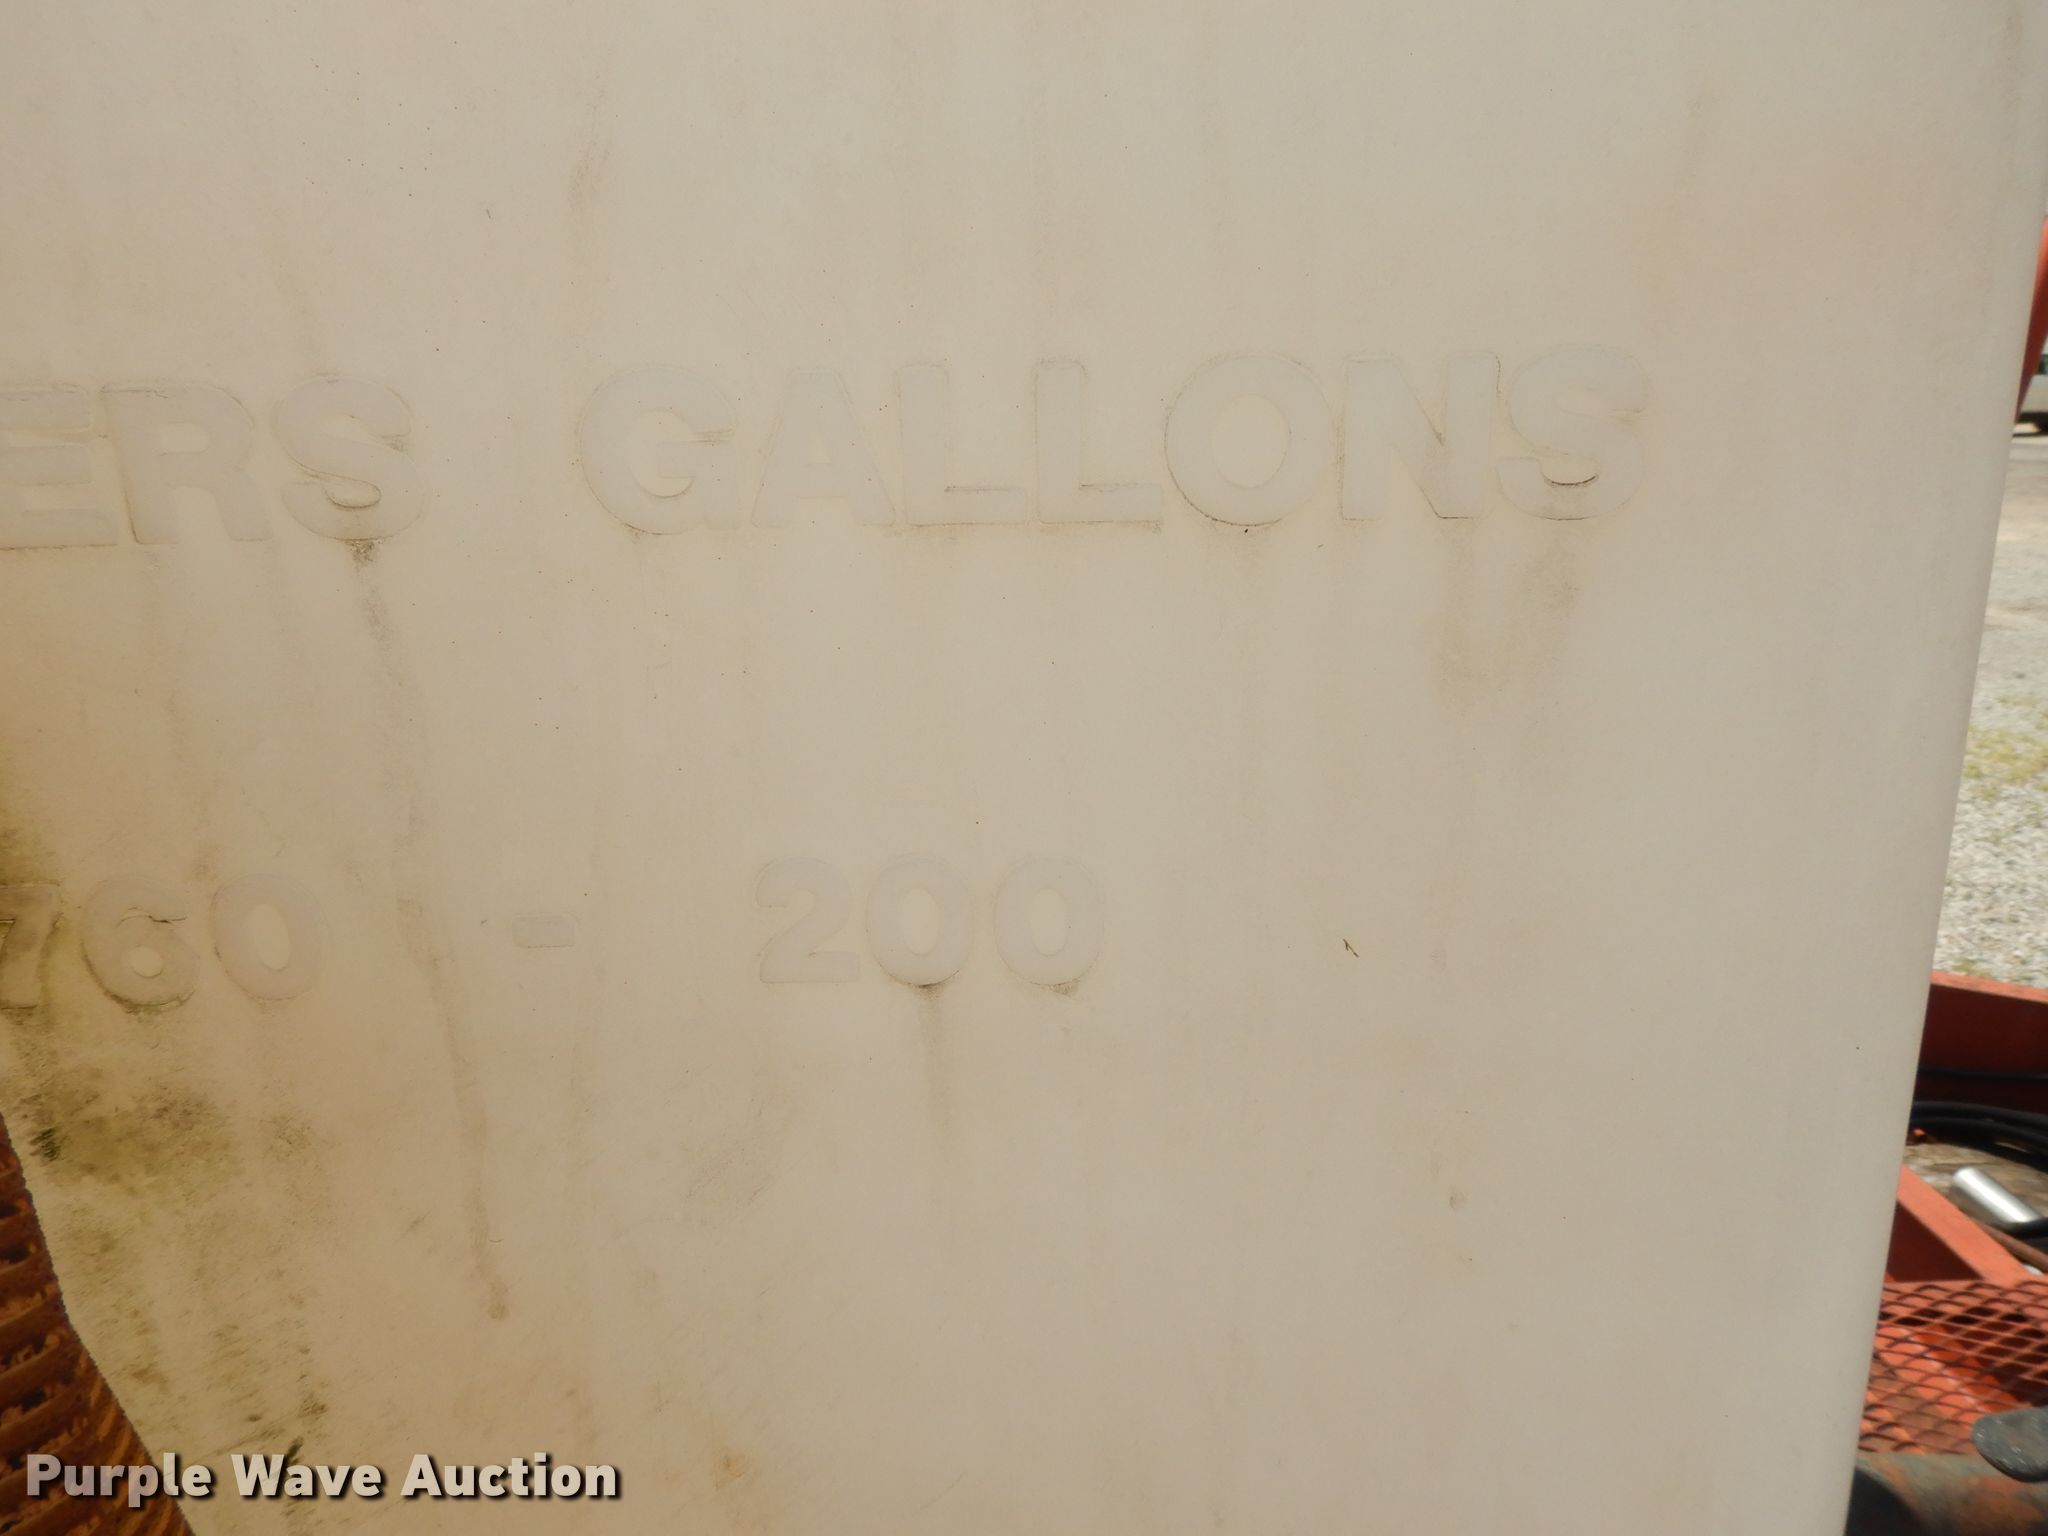 ERS GALLONS
760 - 200
Purple Wave Auction